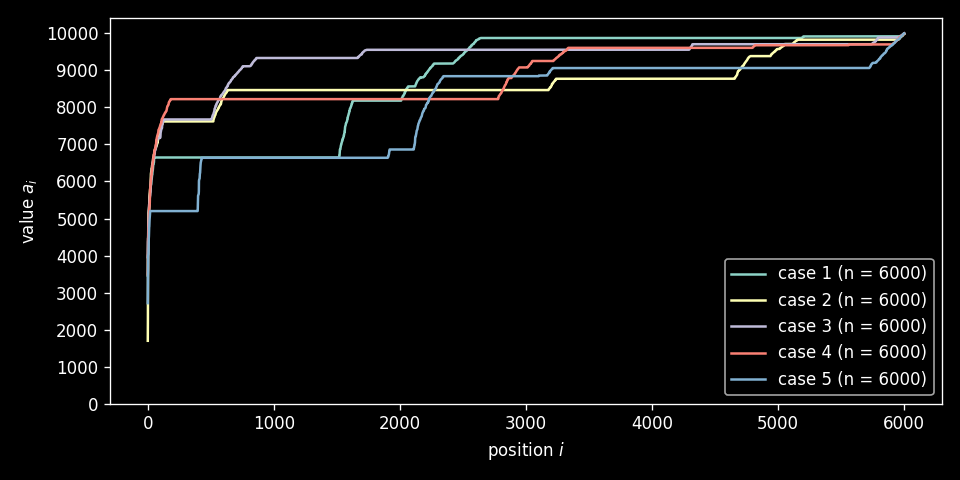 10000
9000
8000
7000
6000
5000
4000
3000
2000
1000
0
value a_i
0 1000 2000 3000 4000 5000 6000
position i
case 1 (n = 6000)
case 2 (n = 6000)
case 3 (n = 6000)
case 4 (n = 6000)
case 5 (n = 6000)